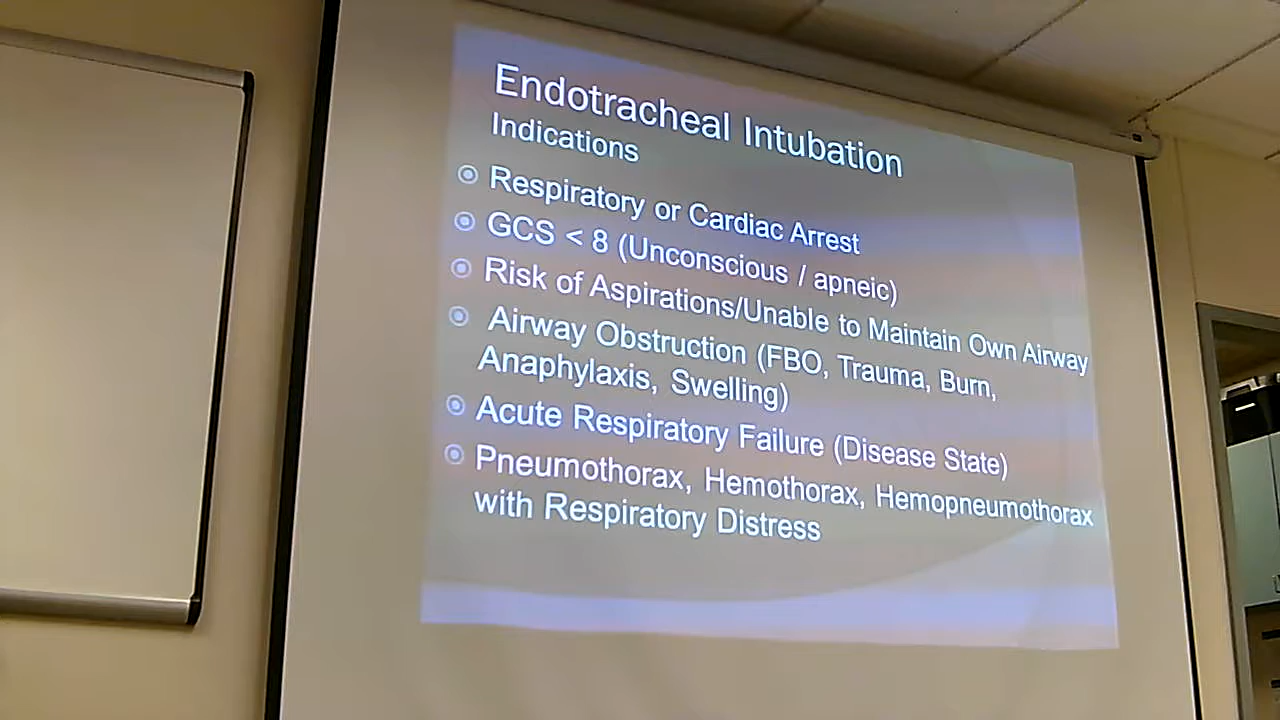 Endotracheal Intubation
Indications
Respiratory or Cardiac Arrest
GCS < 8 (Unconscious / apneic)
Risk of Aspirations/Unable to Maintain Own Airway
Airway Obstruction (FBO, Trauma, Burn,
Anaphylaxis, Swelling)
Acute Respiratory Failure (Disease State)
Pneumothorax, Hemothorax, Hemopneumothorax
with Respiratory Distress